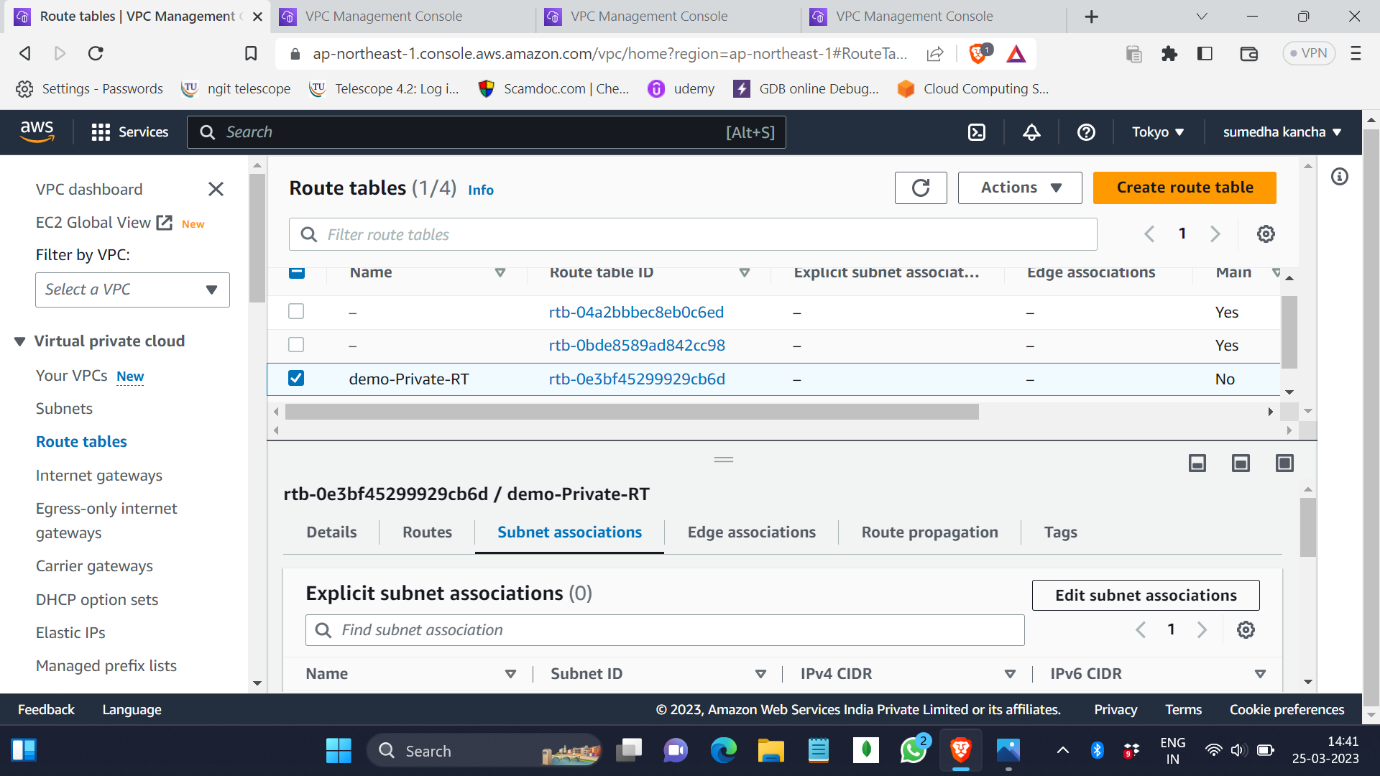 Route tables | VPC Management C
VPC Management Console
VPC Management Console
VPC Management Console
ap-northeast-1.console.aws.amazon.com/vpc/home?region=ap-northeast-1#RouteTa...
1
VPN
Settings - Passwords
TU
ngit telescope
TU
Telescope 4.2: Log i...
Scamdoc.com | Che...
udemy
GDB online Debug...
Cloud Computing S...
aws
Services
Search
[Alt+S]
Tokyo
sumedha kancha
VPC dashboard
EC2 Global View
New
Filter by VPC:
Select a VPC
Virtual private cloud
Your VPCs New
Subnets
Route tables
Internet gateways
Egress-only internet
gateways
Carrier gateways
DHCP option sets
Elastic IPs
Managed prefix lists
Route tables (1/4) Info
Actions
Create route table
Filter route tables
1
Name Route table ID Explicit subnet associat... Edge associations Main
– rtb-04a2bbbec8eb0c6ed – – Yes
– rtb-0bde8589ad842cc98 – – Yes
demo-Private-RT rtb-0e3bf45299929cb6d – – No
rtb-0e3bf45299929cb6d / demo-Private-RT
Details Routes Subnet associations Edge associations Route propagation Tags
Explicit subnet associations (0)
Edit subnet associations
Find subnet association
1
Name Subnet ID IPv4 CIDR IPv6 CIDR
Feedback Language © 2023, Amazon Web Services India Private Limited or its affiliates. Privacy Terms Cookie preferences
Search
2
9
ENG
IN
14:41
25-03-2023